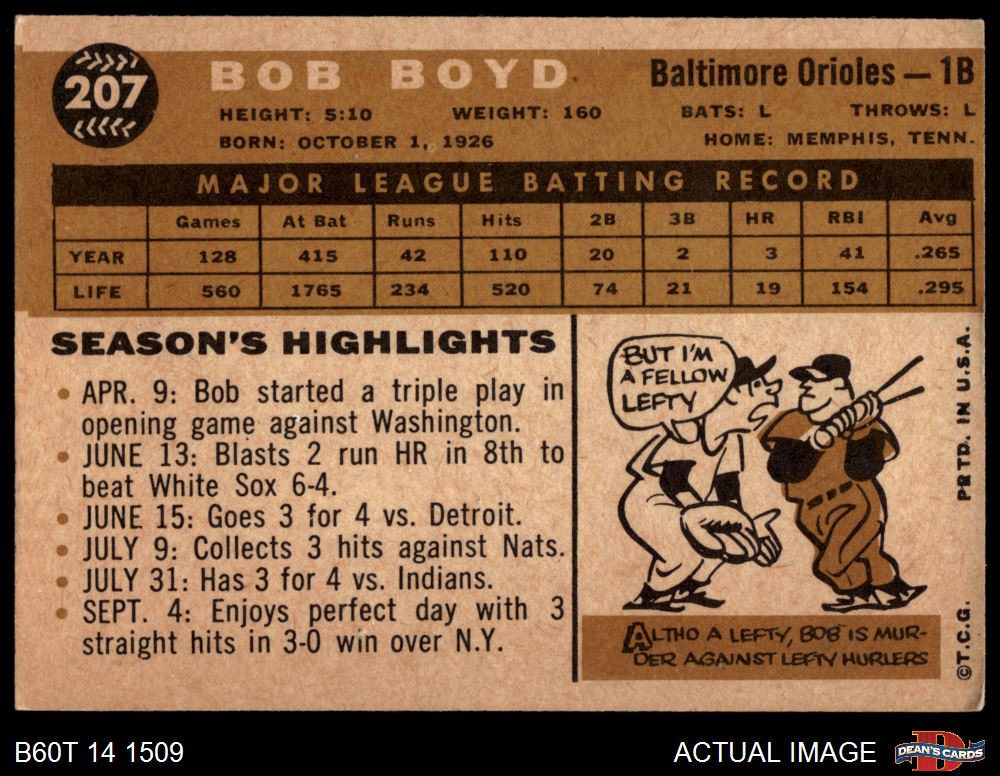 207
BOB BOYD
Baltimore Orioles — 1B
HEIGHT: 5:10 WEIGHT: 160 BATS: L THROWS: L
BORN: OCTOBER 1, 1926 HOME: MEMPHIS, TENN.
MAJOR LEAGUE BATTING RECORD
Games At Bat Runs Hits 2B 3B HR RBI Avg
YEAR 128 415 42 110 20 2 3 41 .265
LIFE 560 1765 234 520 74 21 19 154 .295
SEASON'S HIGHLIGHTS
• APR. 9: Bob started a triple play in
opening game against Washington.
• JUNE 13: Blasts 2 run HR in 8th to
beat White Sox 6-4.
• JUNE 15: Goes 3 for 4 vs. Detroit.
• JULY 9: Collects 3 hits against Nats.
• JULY 31: Has 3 for 4 vs. Indians.
• SEPT. 4: Enjoys perfect day with 3
straight hits in 3-0 win over N.Y.
BUT I'M
A FELLOW
LEFTY
ALTHO A LEFTY, BOB IS MUR-
DER AGAINST LEFTY HURLERS
©T.C.G. PRTD. IN U.S.A.
B60T 14 1509
ACTUAL IMAGE
DEAN'S CARDS